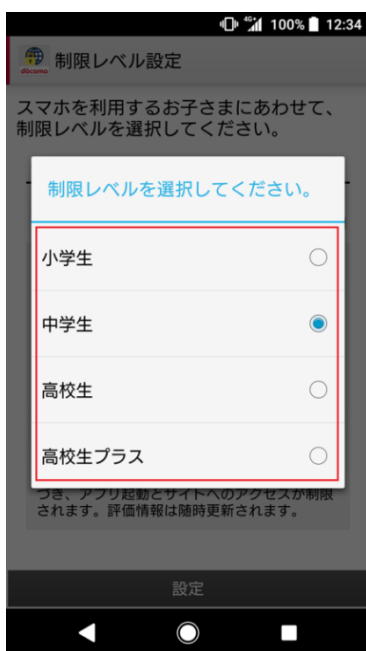 4G 100% 12:34
docomo
制限レベル設定
スマホを利用するお子さまにあわせて、
制限レベルを選択してください。
制限レベルを選択してください。
小学生
中学生
高校生
高校生プラス
づき、アプリ起動とサイトへのアクセスが制限
されます。評価情報は随時更新されます。
設定